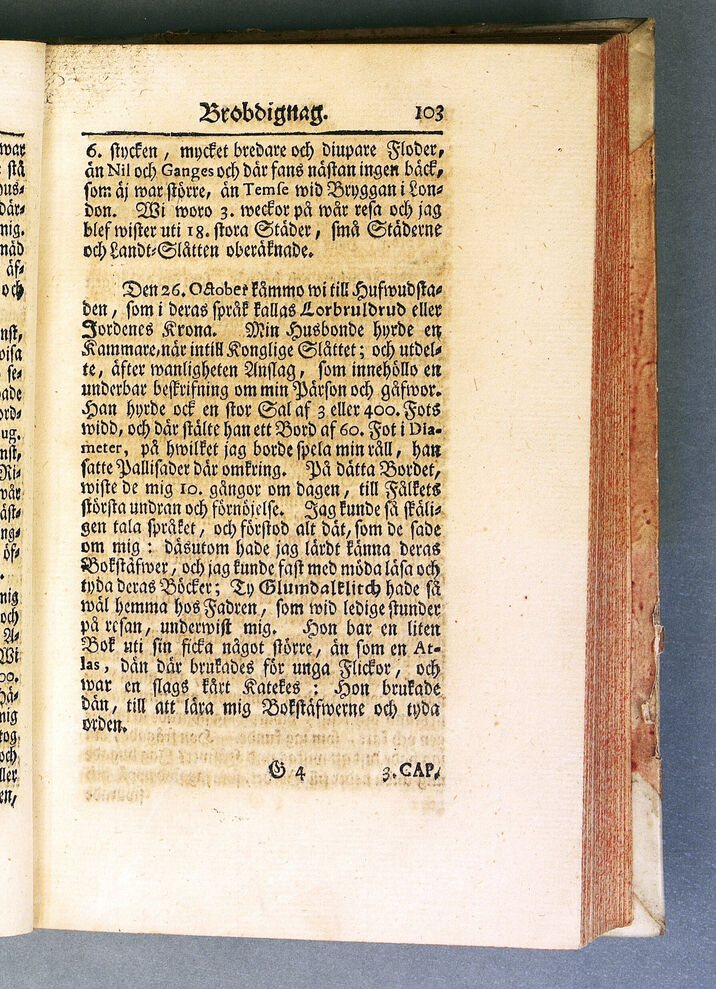 Brobdignag. 103
6. stycken, mycket bredare och diupare Floder,
än Nil och Ganges och där fans nästan ingen bäck,
som äj war större, än Temse wid Bryggan i Lon-
don. Wi woro 3. weckor på wår resa och jag
blef wister uti 18. stora Städer, små Städerne
och Landt-Slätten oberäknade.
Den 26. October kämmo wi till Hufwudsta-
den, som i deras språk kallas Lorbruldrud eller
Jordenes Krona. Min Husbonde hyrde en
Kammare, när intill Konglige Slåttet; och utdel-
te, äfter wanligheten Anslag, som innehöllo en
underbar beskrifning om min Pärson och gåfwor.
Han hyrde ock en stor Sal af 3 eller 400. Fots
widd, och där stälte han ett Bord af 60. Fot i Dia-
meter, på hwilket jag borde spela min råll, han
satte Pallisader där omkring. På dätta Bordet,
wiste de mig 10. gångor om dagen, till Fålkets
största undran och förnöjelse. Jag kunde så skäli-
gen tala språket, och förstod alt dät, som de sade
om mig: däsutom hade jag lärdt känna deras
Bokstäfwer, och jag kunde fast med möda läsa och
tyda deras Böcker; Ty Glumdalklitch hade så
wäl hemma hos Fadren, som wid ledige stunder
på resan, underwist mig. Hon bar en liten
Bok uti sin ficka något större, än som en At-
las, dän där brukades för unga Flickor, och
war en slags kårt Katekes: Hon brukade
dän, till att lära mig Bokstäfwerne och tyda
orden.
G 4 3. CAP.